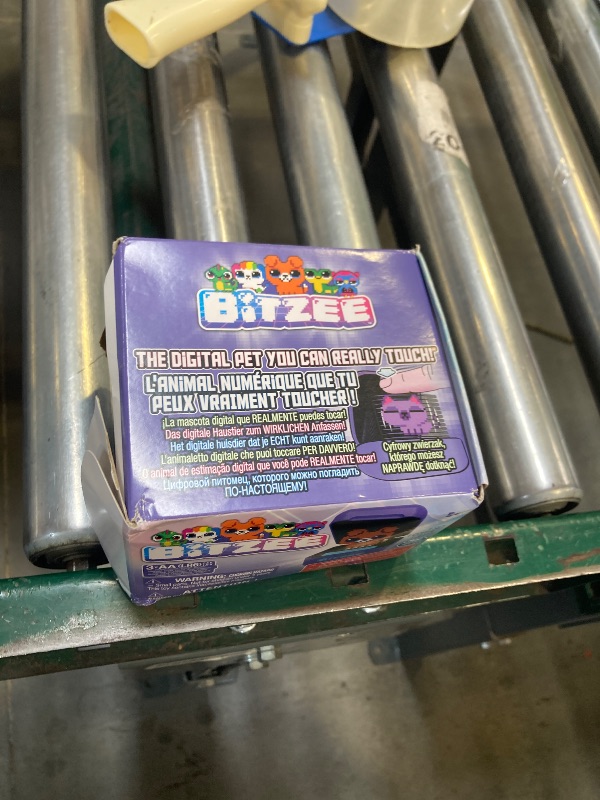 BITZEE
THE DIGITAL PET YOU CAN REALLY TOUCH!
L'ANIMAL NUMÉRIQUE QUE TU
PEUX VRAIMENT TOUCHER !
¡La mascota digital que REALMENTE puedes tocar!
Das digitale Haustier zum WIRKLICHEN Anfassen!
Het digitale huisdier dat je ECHT kunt aanraken!
L'animaletto digitale che puoi toccare PER DAVVERO!
O animal de estimação digital que você pode REALMENTE tocar!
Цифровой питомец, которого можно погладить
ПО-НАСТОЯЩЕМУ!
Cyfrowy zwierzak,
którego możesz
NAPRAWDĘ dotknąć!
BITZEE
3-AA (LR6)
WARNING: